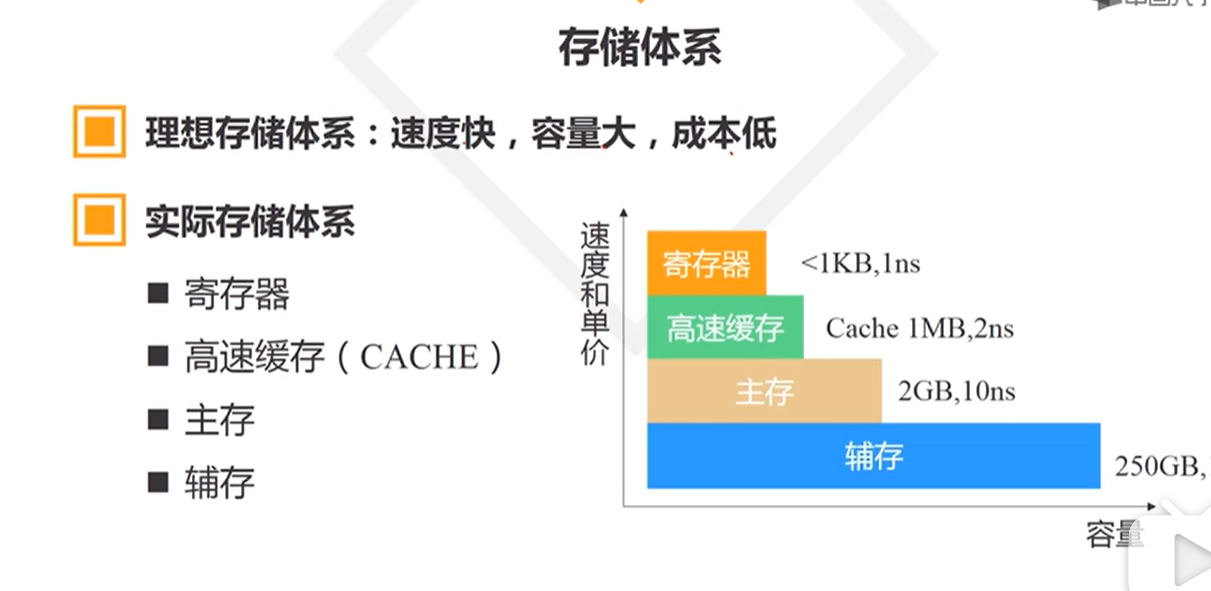 存储体系
理想存储体系：速度快，容量大，成本低
实际存储体系
寄存器
高速缓存（CACHE）
主存
辅存
速度和单价
寄存器
<1KB,1ns
高速缓存
Cache 1MB,2ns
主存
2GB,10ns
辅存
250GB,
容量